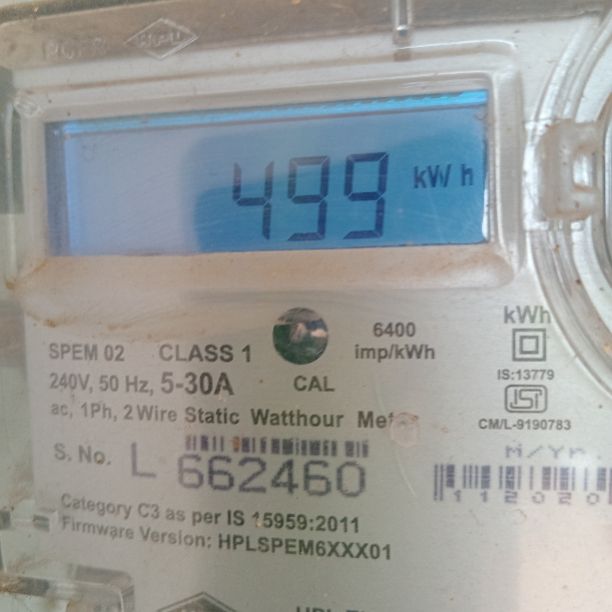 499 kWh
kWh
SPEM 02 CLASS 1
6400
imp/kWh
240V, 50 Hz, 5-30A
CAL
IS:13779
ac, 1Ph, 2 Wire Static Watthour
CM/L-9190783
S. No. L 662460
M/Yr.
112020
Category C3 as per IS 15959:2011
Firmware Version: HPLSPEM6XXX01